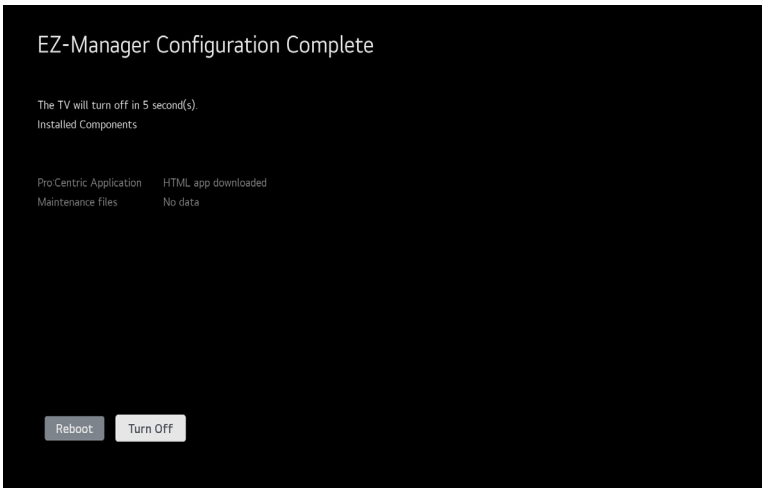 EZ-Manager Configuration Complete
The TV will turn off in 5 second(s).
Installed Components
Pro:Centric Application HTML app downloaded
Maintenance files No data
Reboot Turn Off